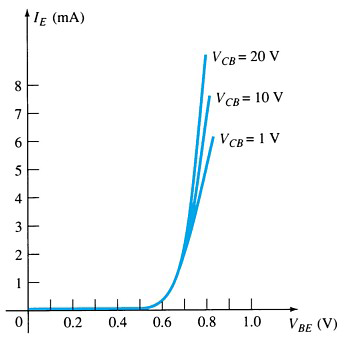 I_E (mA)
V_CB = 20 V
8
V_CB = 10 V
7
6
V_CB = 1 V
5
4
3
2
1
0 0.2 0.4 0.6 0.8 1.0 V_BE (V)